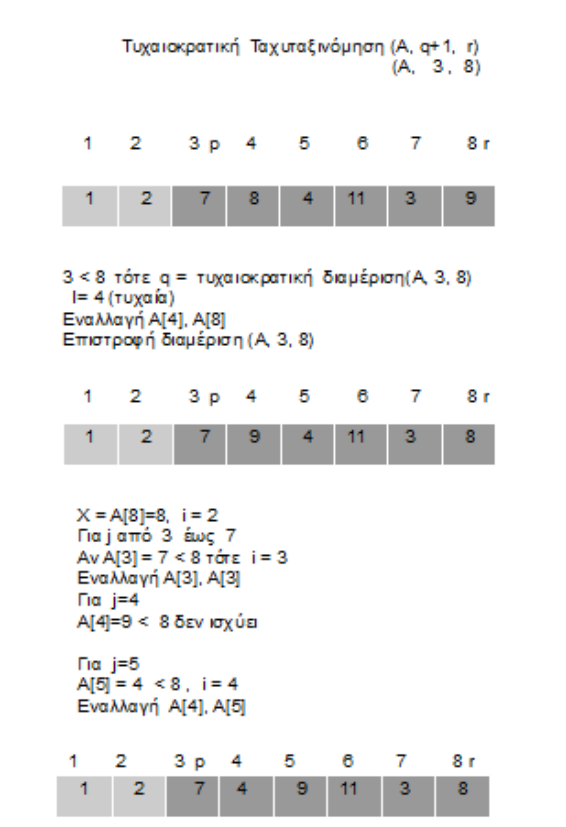 Τυχαιοκρατική Ταχυταξινόμηση (Α, q+1, r)
(Α, 3, 8)
1 2 3 p 4 5 6 7 8 r
1 2 7 8 4 11 3 9
3 < 8 τότε q = τυχαιοκρατική διαμέριση(Α, 3, 8)
Ι= 4 (τυχαία)
Εναλλαγή Α[4], Α[8]
Επιστροφή διαμέριση (Α, 3, 8)
1 2 3 p 4 5 6 7 8 r
1 2 7 9 4 11 3 8
Χ = Α[8]=8, i = 2
Για j από 3 έως 7
Αν Α[3] = 7 < 8 τότε i = 3
Εναλλαγή Α[3], Α[3]
Για j=4
Α[4]=9 < 8 δεν ισχύει
Για j=5
Α[5] = 4 < 8 , i = 4
Εναλλαγή Α[4], Α[5]
1 2 3 p 4 5 6 7 8 r
1 2 7 4 9 11 3 8